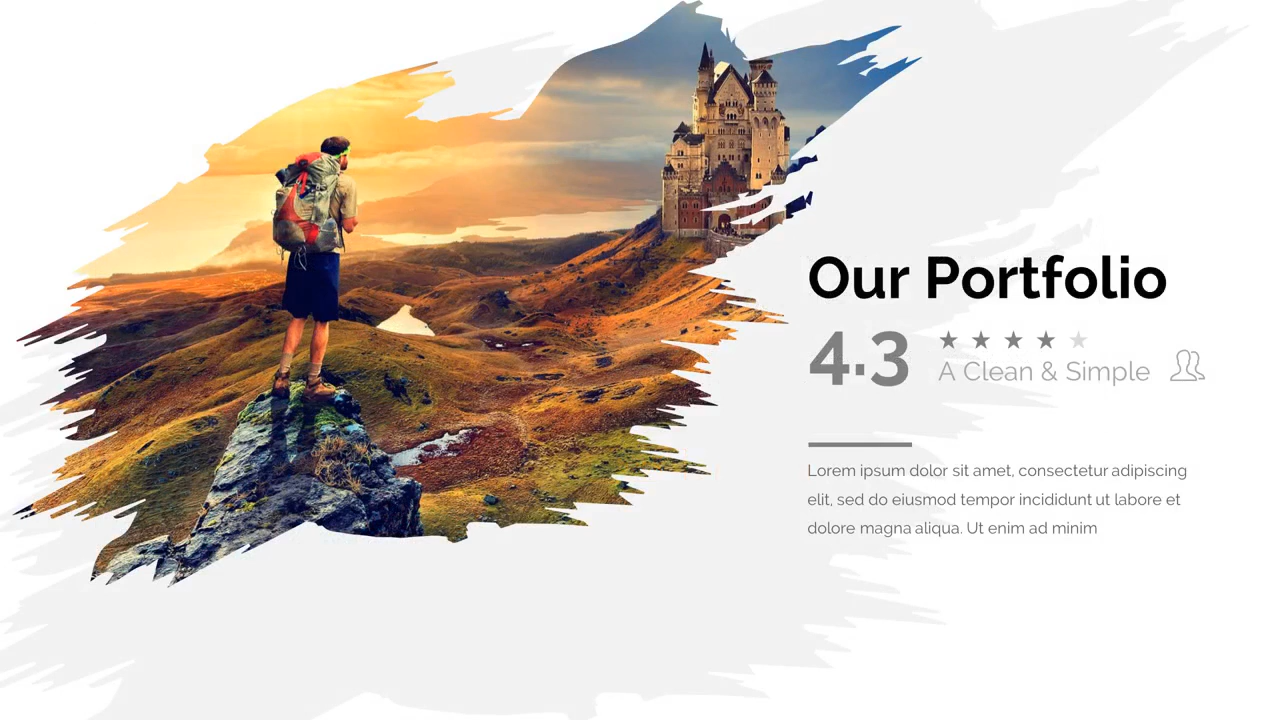 Our Portfolio
4.3
A Clean & Simple
Lorem ipsum dolor sit amet, consectetur adipiscing
elit, sed do eiusmod tempor incididunt ut labore et
dolore magna aliqua. Ut enim ad minim